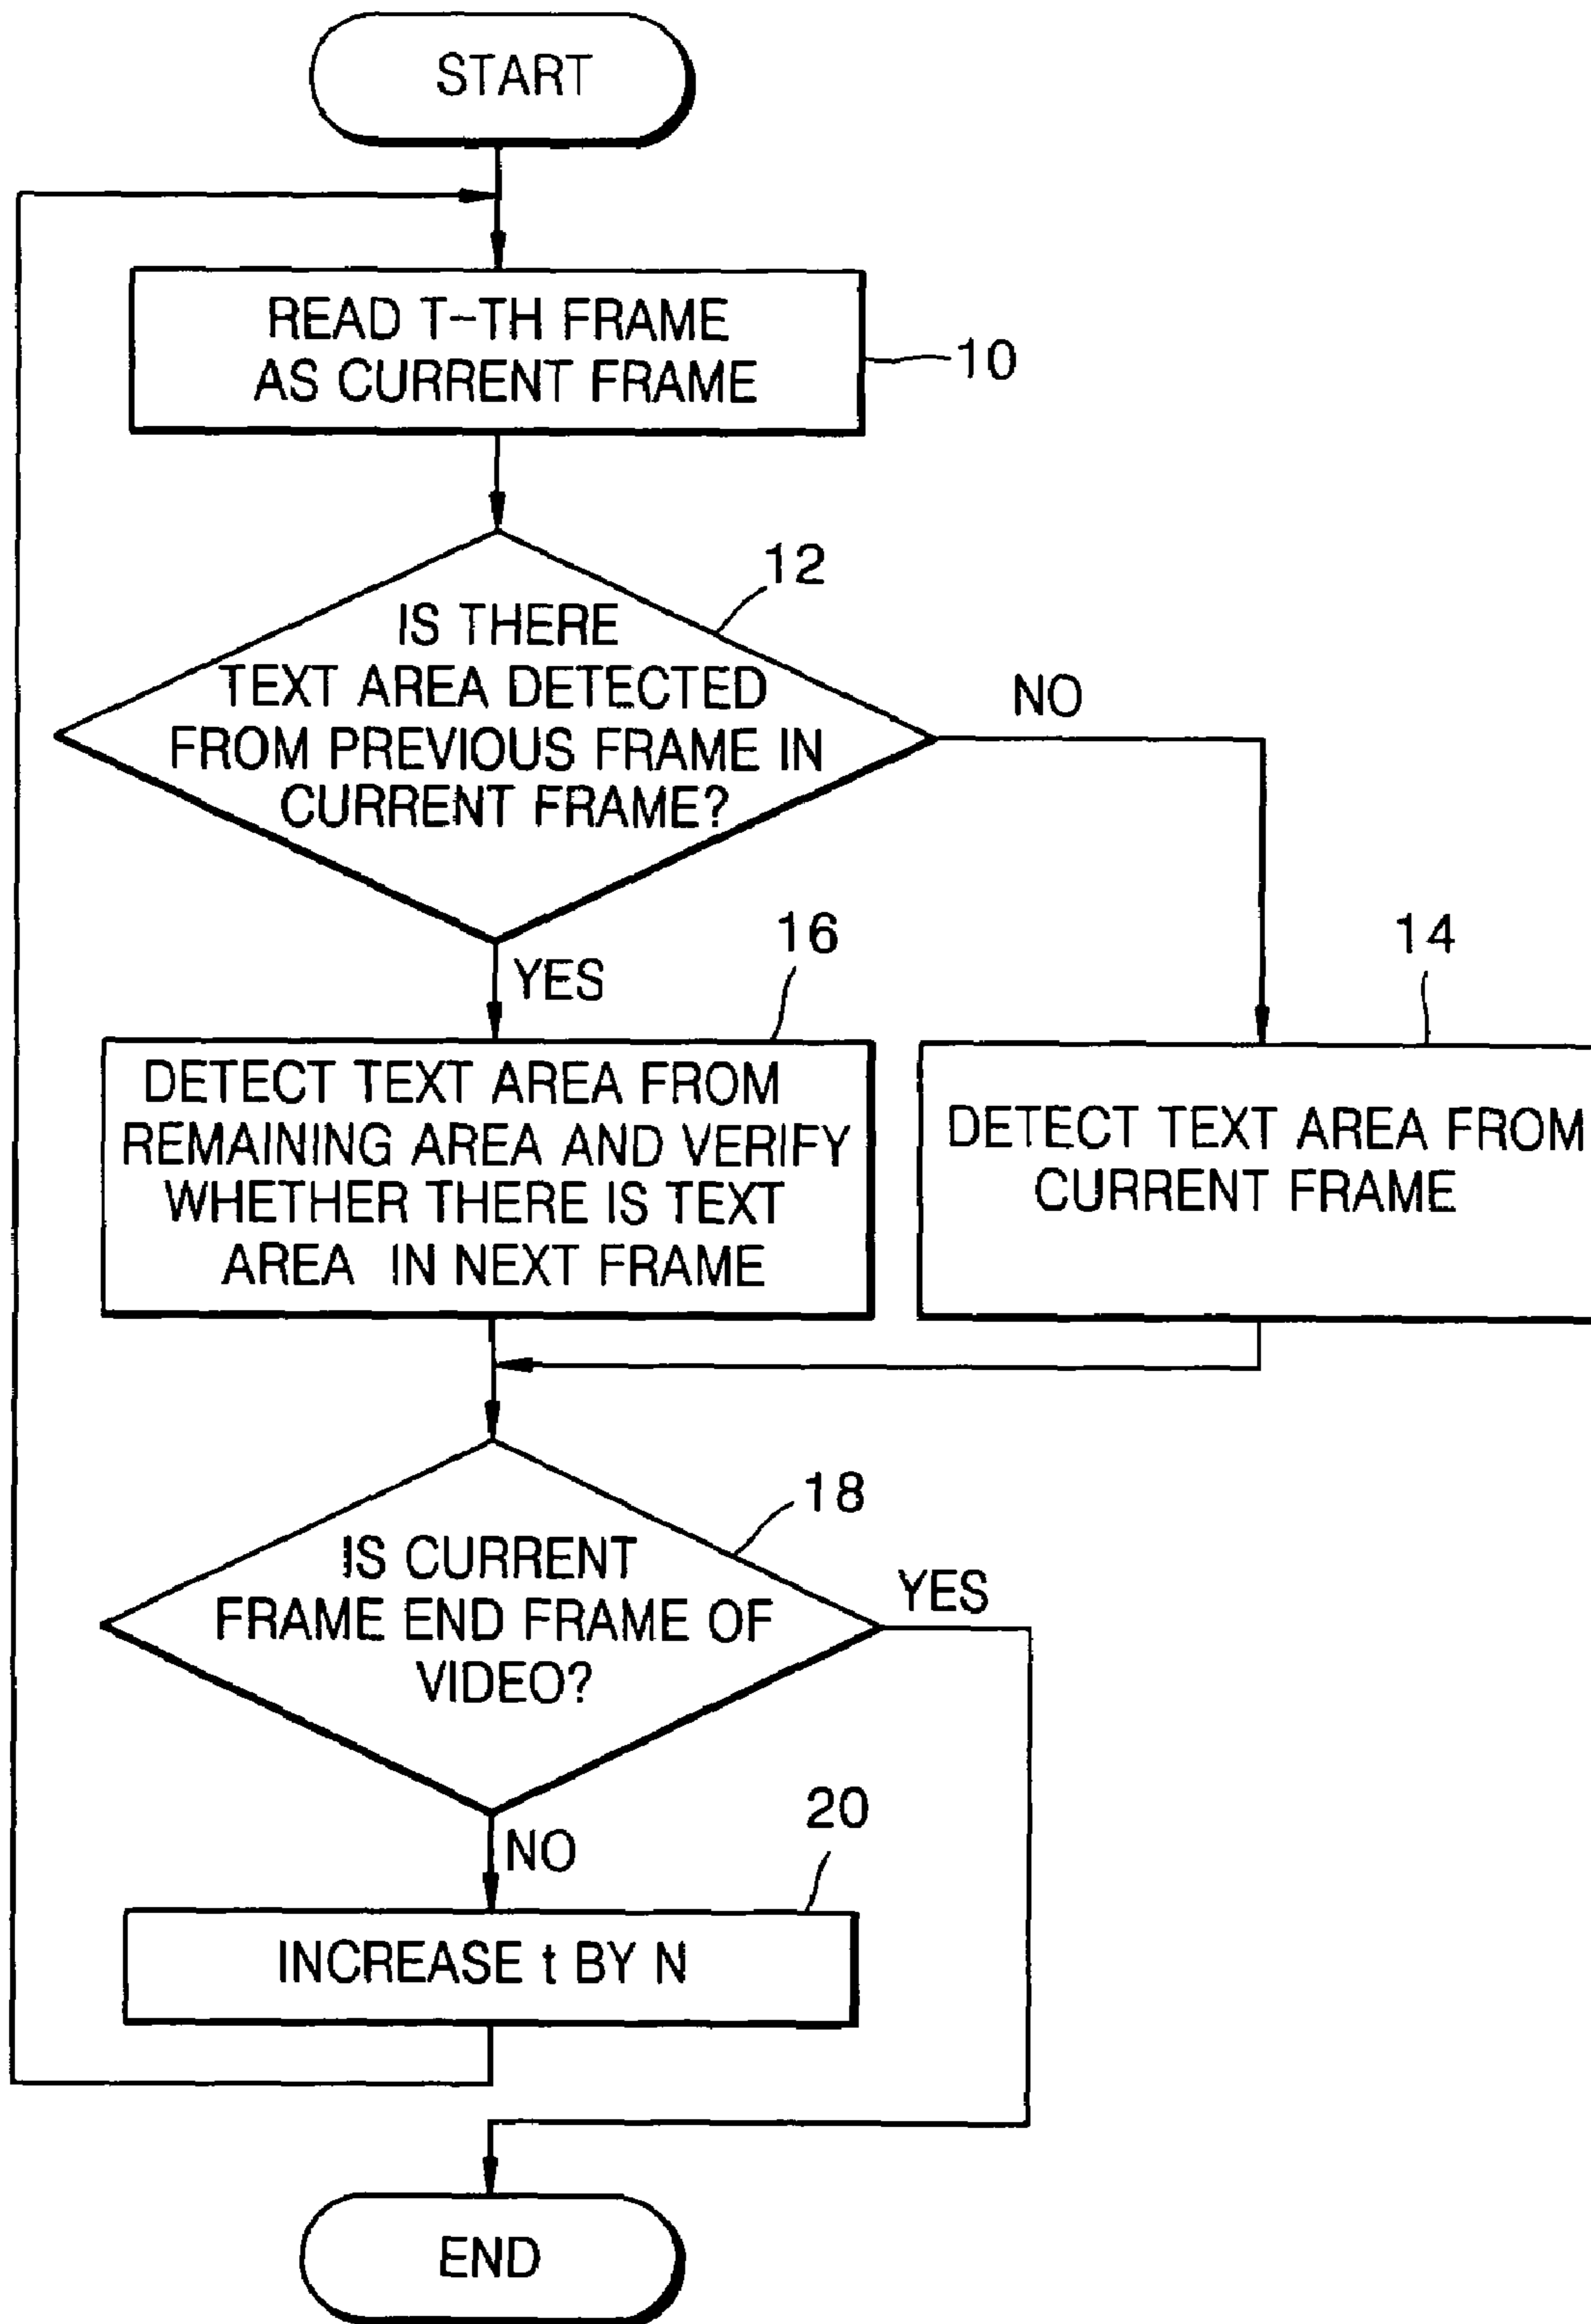 START
READ T-TH FRAME
AS CURRENT FRAME
10
12
IS THERE
TEXT AREA DETECTED
FROM PREVIOUS FRAME IN
CURRENT FRAME?
NO
YES
16
14
DETECT TEXT AREA FROM
REMAINING AREA AND VERIFY
WHETHER THERE IS TEXT
AREA IN NEXT FRAME
DETECT TEXT AREA FROM
CURRENT FRAME
18
IS CURRENT
FRAME END FRAME OF
VIDEO?
YES
NO
20
INCREASE t BY N
END